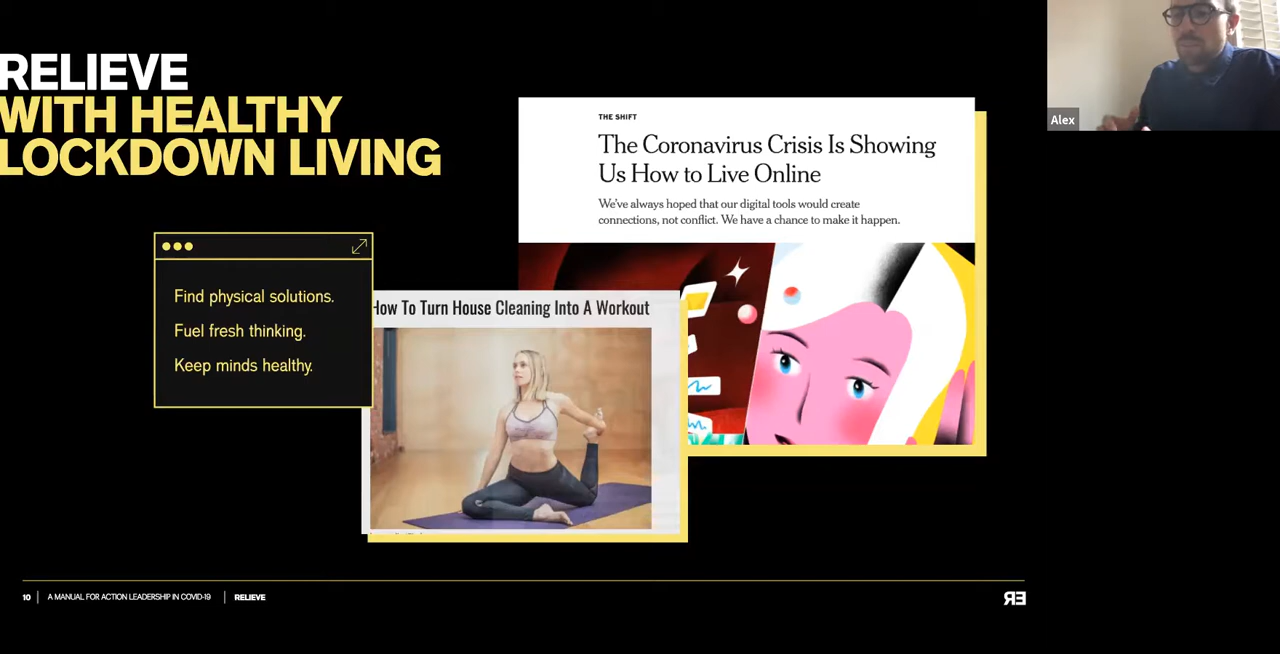 RELIEVE
WITH HEALTHY
LOCKDOWN LIVING
Find physical solutions.
Fuel fresh thinking.
Keep minds healthy.
THE SHIFT
The Coronavirus Crisis Is Showing
Us How to Live Online
We've always hoped that our digital tools would create
connections, not conflict. We have a chance to make it happen.
How To Turn House Cleaning Into A Workout
Alex
10 | A MANUAL FOR ACTION LEADERSHIP IN COVID-19 | RELIEVE